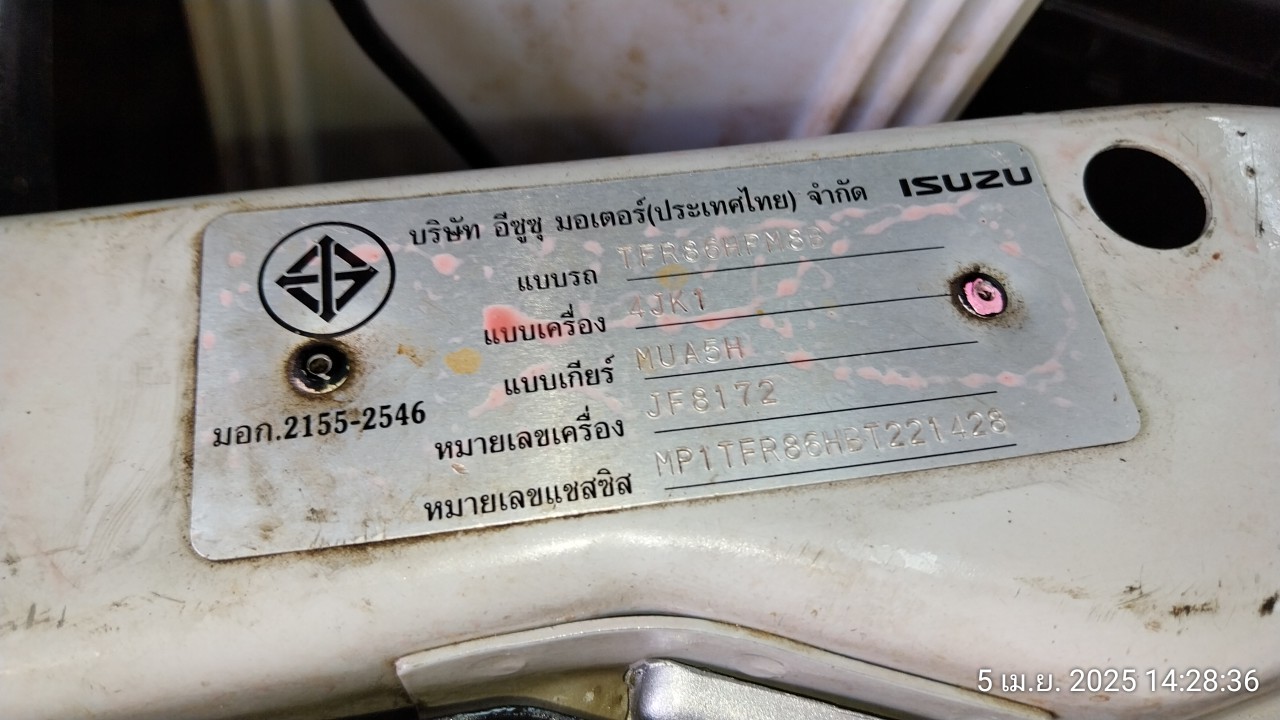 บริษัท อีซูซุ มอเตอร์(ประเทศไทย) จำกัด ISUZU
แบบรถ TFR86HPM86
แบบเครื่อง 4JK1
แบบเกียร์ MUA5H
หมายเลขเครื่อง JF8172
หมายเลขแชสซิส MP1TFR86HBT221428
มอก.2155-2546
5 เม.ย. 2025 14:28:36